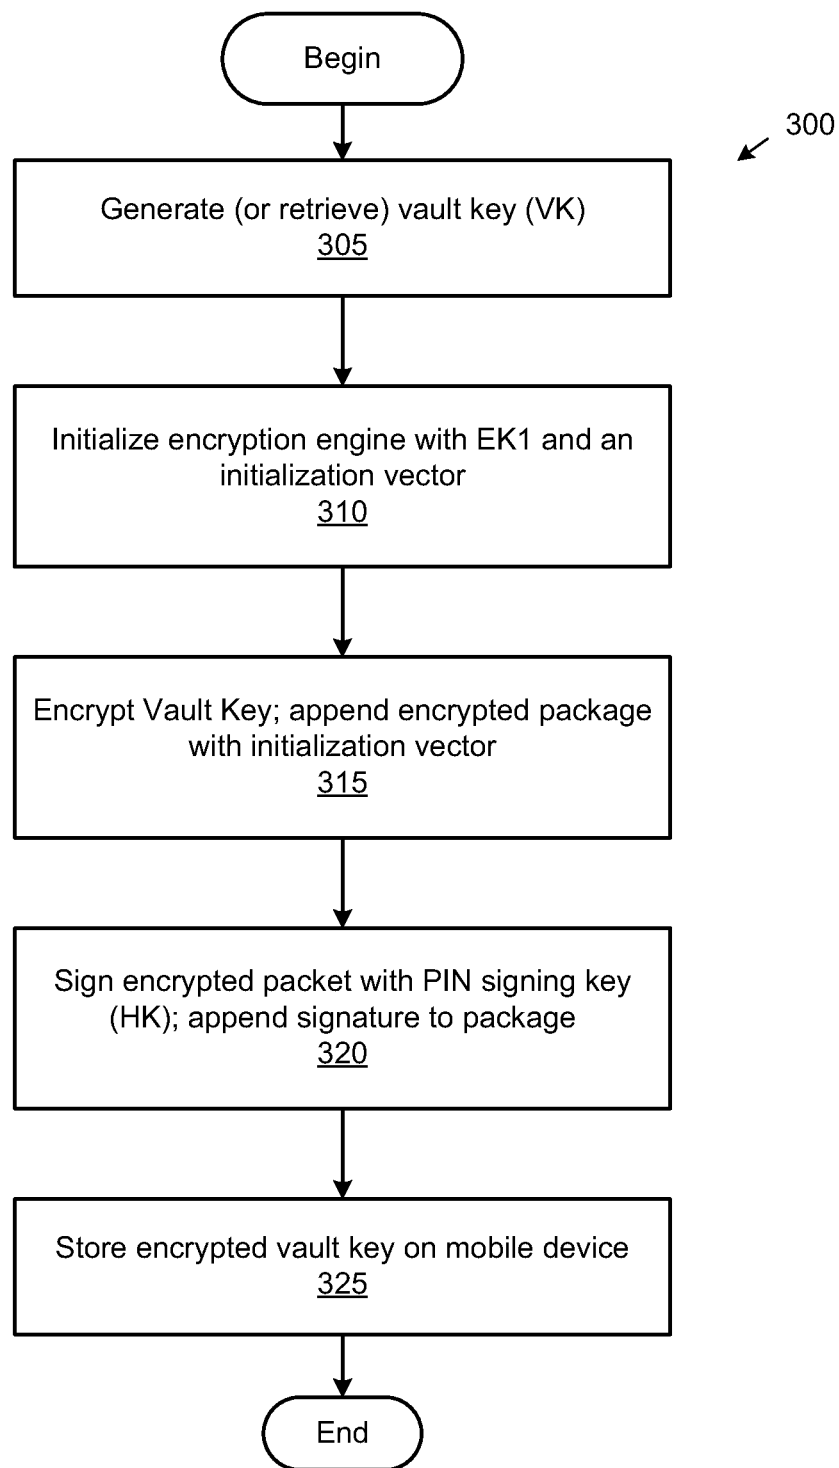 Begin
300
Generate (or retrieve) vault key (VK)
305
Initialize encryption engine with EK1 and an
initialization vector
310
Encrypt Vault Key; append encrypted package
with initialization vector
315
Sign encrypted packet with PIN signing key
(HK); append signature to package
320
Store encrypted vault key on mobile device
325
End